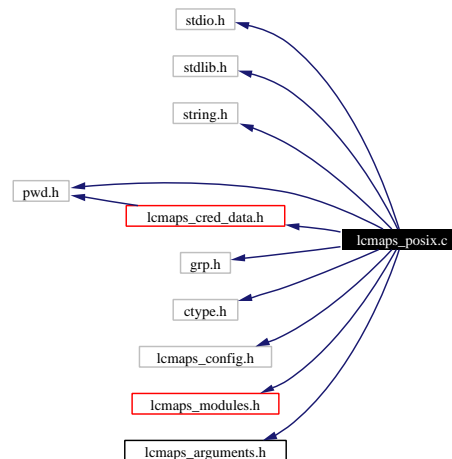 stdio.h
stdlib.h
string.h
pwd.h
lcmaps_cred_data.h
lcmaps_posix.c
grp.h
ctype.h
lcmaps_config.h
lcmaps_modules.h
lcmaps_arguments.h